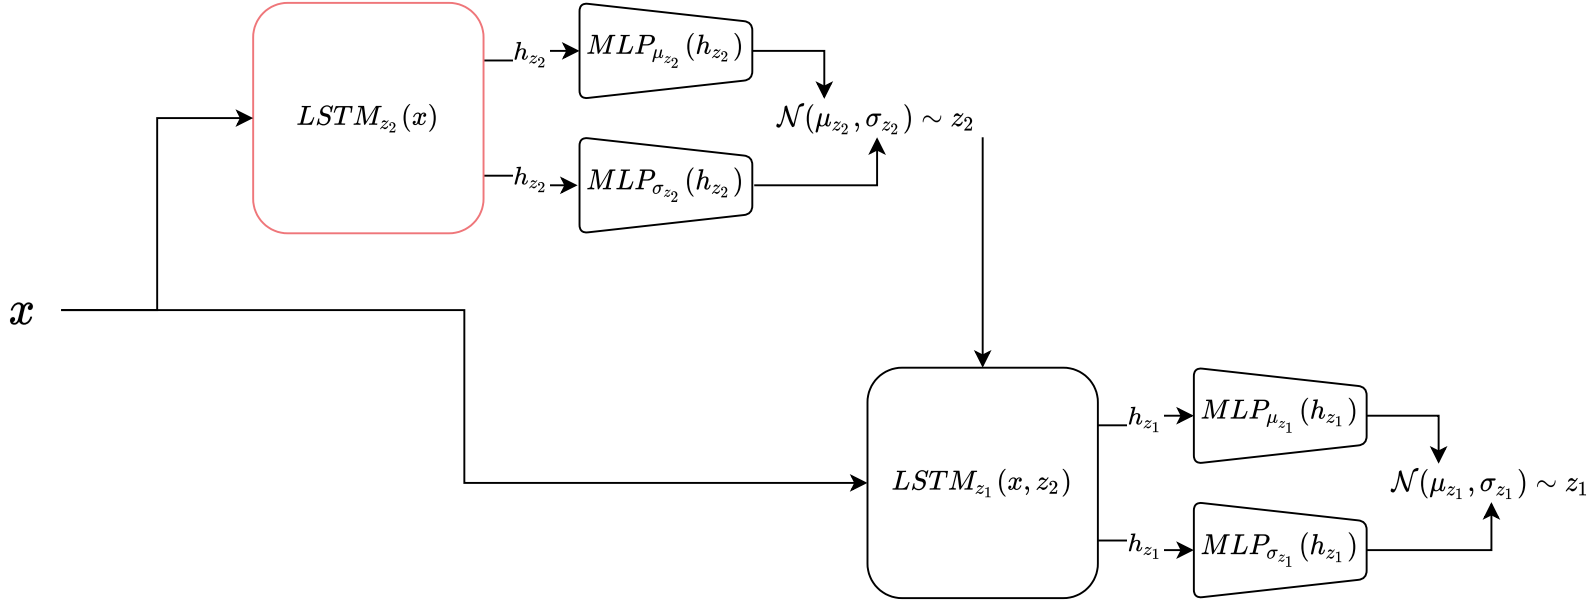 h_{z_2}
MLP_{μ_{z_2}}(h_{z_2})
LSTM_{z_2}(x)
𝒩(μ_{z_2}, σ_{z_2}) ∼ z_2
h_{z_2}
MLP_{σ_{z_2}}(h_{z_2})
x
h_{z_1}
MLP_{μ_{z_1}}(h_{z_1})
LSTM_{z_1}(x, z_2)
𝒩(μ_{z_1}, σ_{z_1}) ∼ z_1
h_{z_1}
MLP_{σ_{z_1}}(h_{z_1})